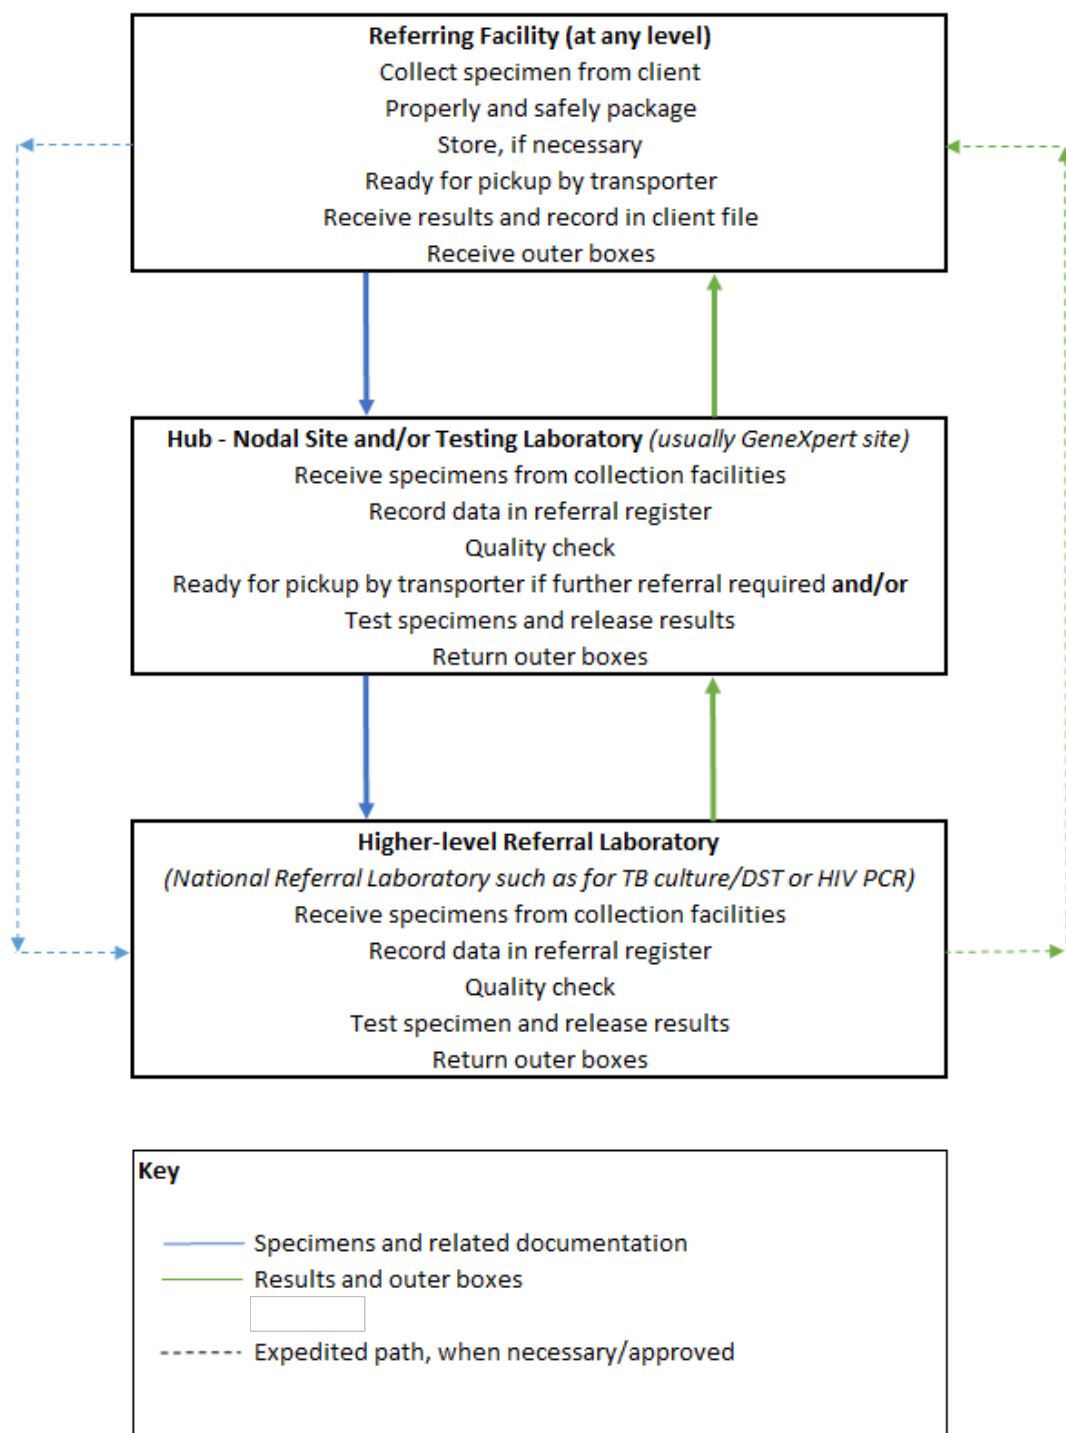 Referring Facility (at any level)
Collect specimen from client
Properly and safely package
Store, if necessary
Ready for pickup by transporter
Receive results and record in client file
Receive outer boxes
Hub - Nodal Site and/or Testing Laboratory (usually GeneXpert site)
Receive specimens from collection facilities
Record data in referral register
Quality check
Ready for pickup by transporter if further referral required and/or
Test specimens and release results
Return outer boxes
Higher-level Referral Laboratory
(National Referral Laboratory such as for TB culture/DST or HIV PCR)
Receive specimens from collection facilities
Record data in referral register
Quality check
Test specimen and release results
Return outer boxes
Key
Specimens and related documentation
Results and outer boxes
Expedited path, when necessary/approved